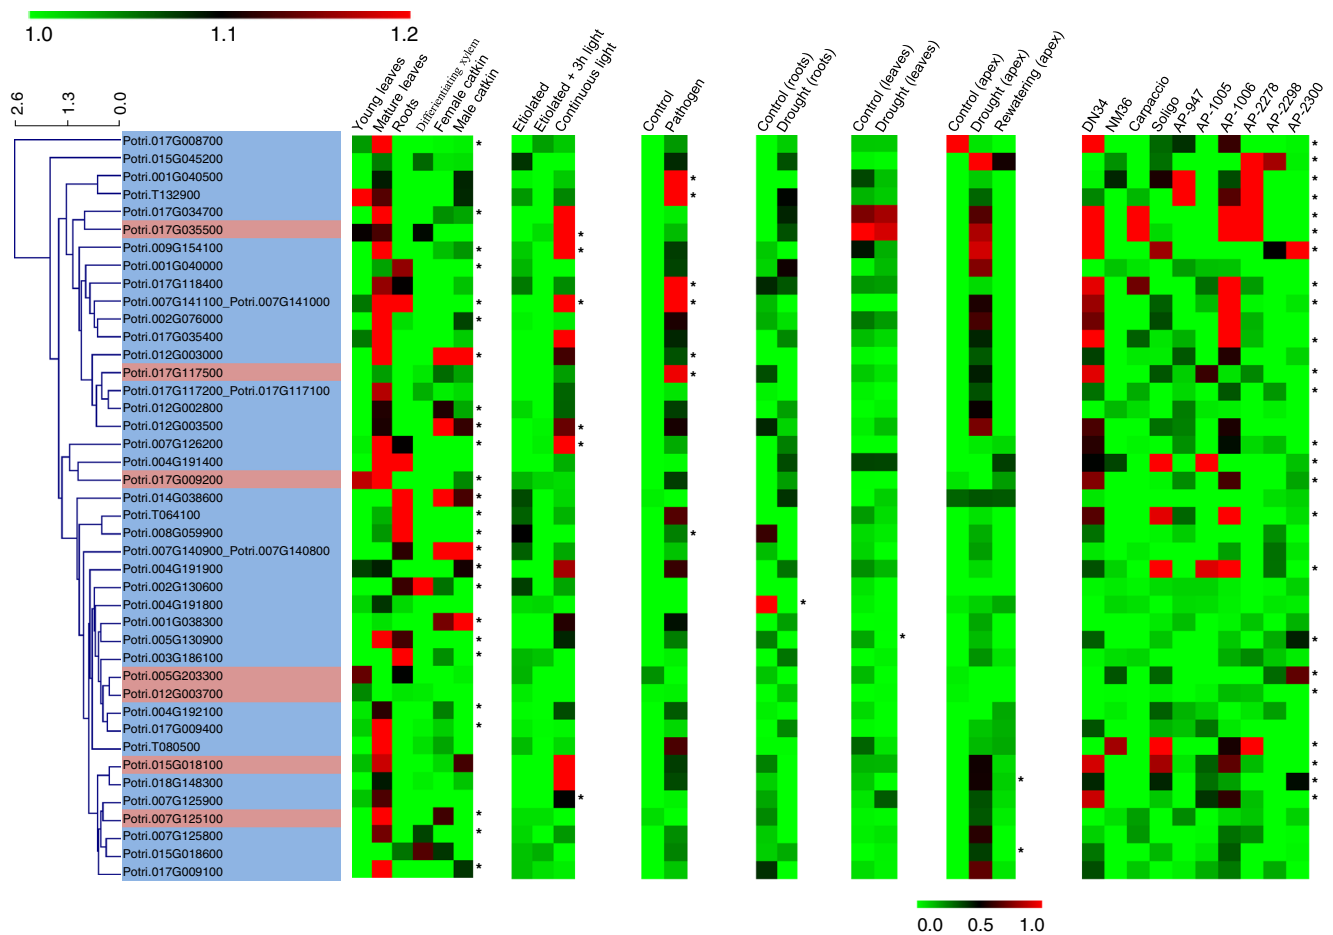 1.0 1.1 1.2
2.6 1.3 0.0
Young leaves
Mature leaves
Roots
Differientiating xylem
Female catkin
Male catkin
Etiolated
Etiolated + 3h light
Continuous light
Control
Pathogen
Control (roots)
Drought (roots)
Control (leaves)
Drought (leaves)
Control (apex)
Drought (apex)
Rewatering (apex)
DN34
NM36
Carpaccio
Soligo
AP-947
AP-1005
AP-1006
AP-2278
AP-2298
AP-2300
Potri.017G008700 * *
Potri.015G045200 *
Potri.001G040500 * *
Potri.T132900 * *
Potri.017G034700 * *
Potri.017G035500 * *
Potri.009G154100 * * *
Potri.001G040000 *
Potri.017G118400 * *
Potri.007G141100_Potri.007G141000 * * * *
Potri.002G076000 *
Potri.017G035400 *
Potri.012G003000 * *
Potri.017G117500 * *
Potri.017G117200_Potri.017G117100 *
Potri.012G002800 *
Potri.012G003500 * *
Potri.007G126200 * * *
Potri.004G191400 *
Potri.017G009200 * *
Potri.014G038600 *
Potri.T064100 * *
Potri.008G059900 * *
Potri.007G140900_Potri.007G140800 *
Potri.004G191900 * *
Potri.002G130600 *
Potri.004G191800 *
Potri.001G038300 *
Potri.005G130900 * * *
Potri.003G186100 *
Potri.005G203300 *
Potri.012G003700 *
Potri.004G192100 *
Potri.017G009400 *
Potri.T080500 *
Potri.015G018100 *
Potri.018G148300 * *
Potri.007G125900 * *
Potri.007G125100 *
Potri.007G125800 *
Potri.015G018600 *
Potri.017G009100 *
0.0 0.5 1.0